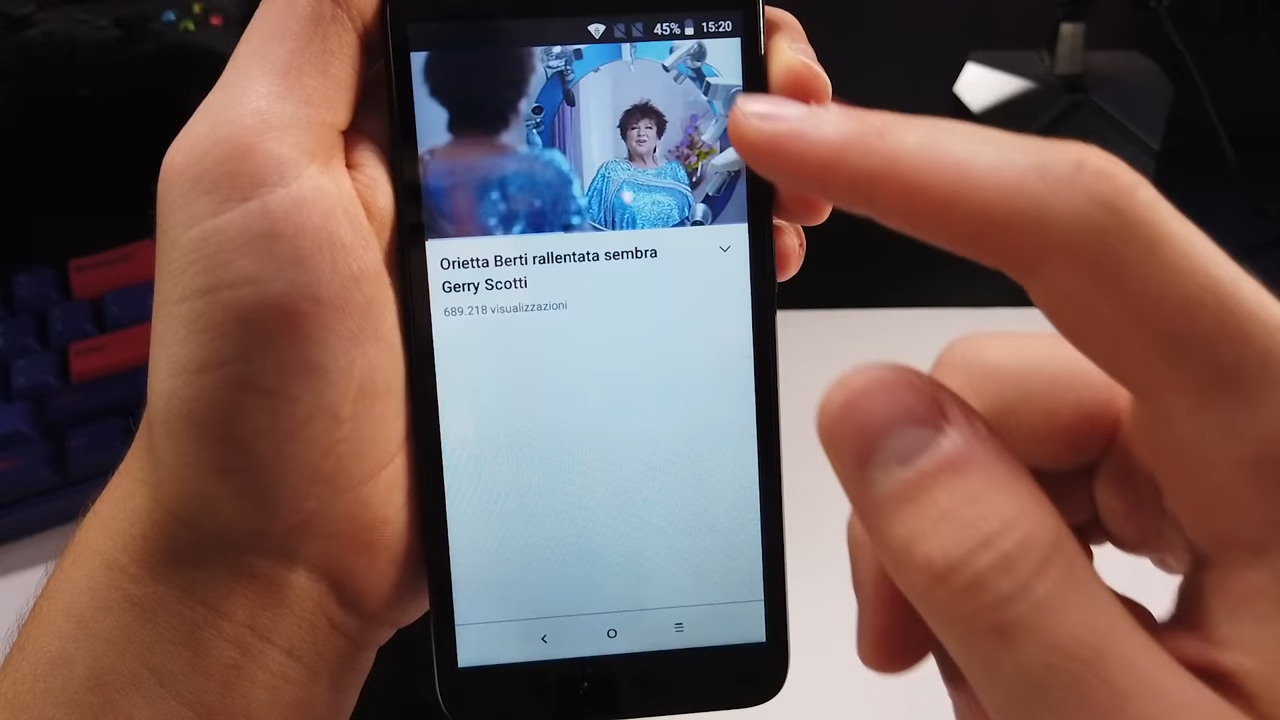 45% 15:20
Orietta Berti rallentata sembra
Gerry Scotti
689.218 visualizzazioni